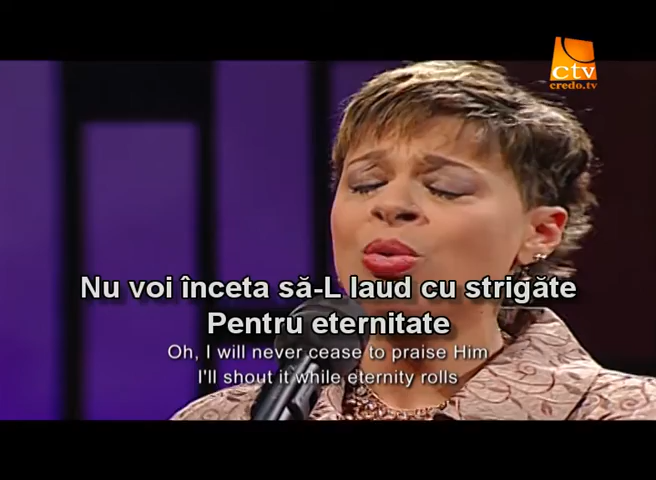 ctv
credo.tv
Nu voi înceta să-L laud cu strigăte
Pentru eternitate
Oh, I will never cease to praise Him
I'll shout it while eternity rolls